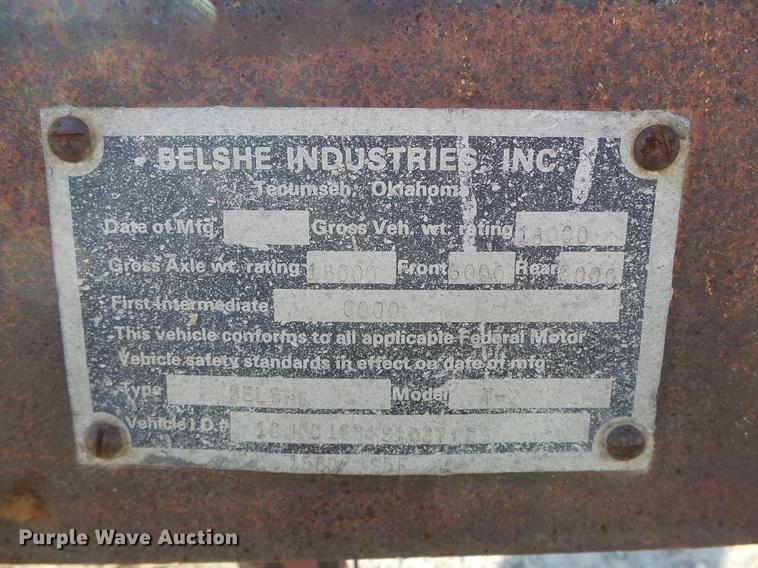 BELSHE INDUSTRIES, INC.
Tecumseh, Oklahoma
Date of Mfg. Gross Veh. wt. rating 18000
Gross Axle wt. rating 18000 Front 6000 Rear 6000
First Intermediate 6000
This vehicle conforms to all applicable Federal Motor
Vehicle safety standards in effect on date of mfg.
Type BELSHE Model T-2
Vehicle I.D.#
Purple Wave Auction